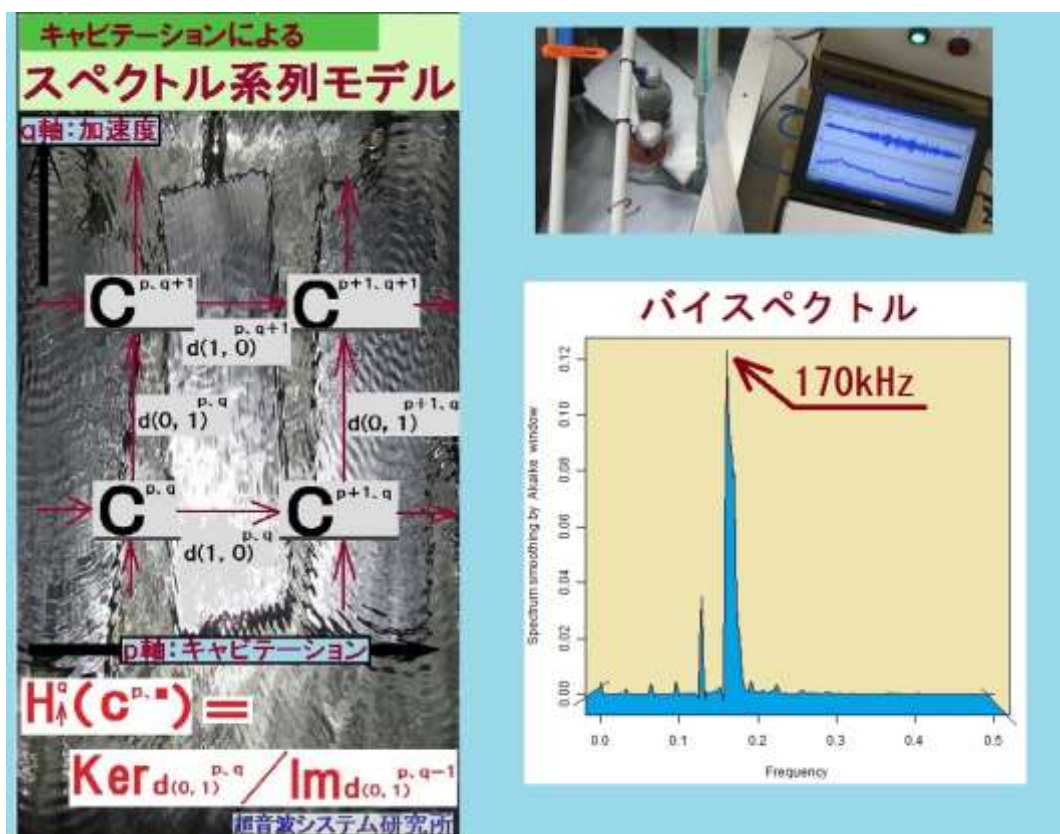 キャビテーションによる
スペクトル系列モデル
q軸:加速度
C p、q+1
C p+1、q+1
d(1,0) p、q+1
d(0,1) p、q
d(0,1) p+1、q
C p、q
C p+1、q
d(1,0) p、q
p軸:キャビテーション
H q ↑ (C p、■) =
Ker d(0,1) p、q / Im d(0,1) p、q-1
超音波システム研究所
バイスペクトル
170kHz
Spectrum smoothing by Akaike window
0.12
0.10
0.08
0.06
0.04
0.02
0.00
0.0 0.1 0.2 0.3 0.4 0.5
Frequency